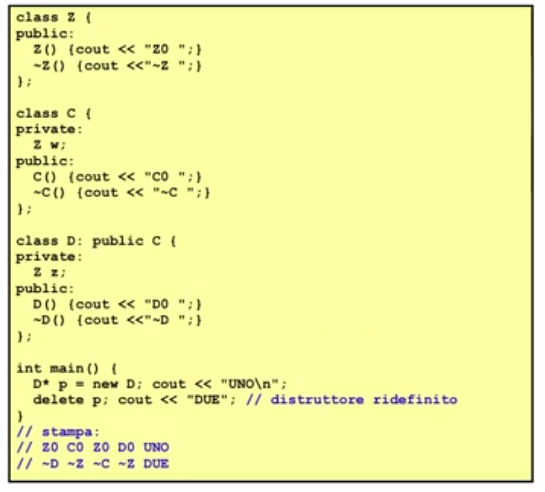 class Z {
public:
  Z() {cout << "Z0 ";}
  ~Z() {cout <<"~Z ";}
};

class C {
private:
  Z w;
public:
  C() {cout << "C0 ";}
  ~C() {cout << "~C ";}
};

class D: public C {
private:
  Z z;
public:
  D() {cout << "D0 ";}
  ~D() {cout <<"~D ";}
};

int main() {
  D* p = new D; cout << "UNO\n";
  delete p; cout << "DUE"; // distruttore ridefinito
}
// stampa:
// Z0 C0 Z0 D0 UNO
// ~D ~Z ~C ~Z DUE